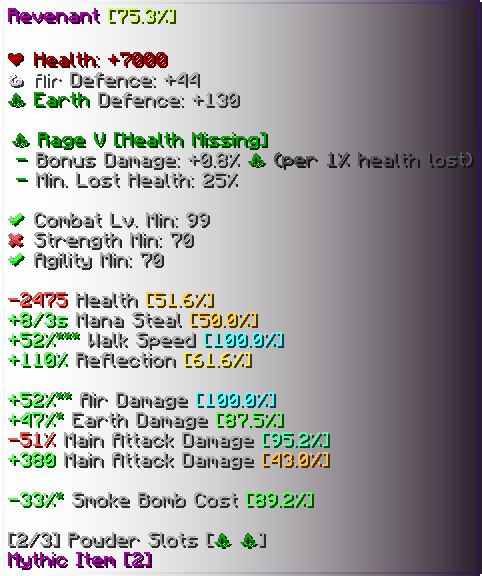 Revenant [75.3%]
Health: +7000
Air Defence: +44
Earth Defence: +130
Rage V [Health Missing]
- Bonus Damage: +0.8% (per 1% health lost)
- Min. Lost Health: 25%
Combat Lv. Min: 99
Strength Min: 70
Agility Min: 70
-2475 Health [51.6%]
+8/3s Mana Steal [50.0%]
+52%*** Walk Speed [100.0%]
+110% Reflection [61.6%]
+52%** Air Damage [100.0%]
+47%* Earth Damage [87.5%]
-51% Main Attack Damage [95.2%]
+380 Main Attack Damage [43.0%]
-33%* Smoke Bomb Cost [89.2%]
[2/3] Powder Slots [ ]
Mythic Item [2]